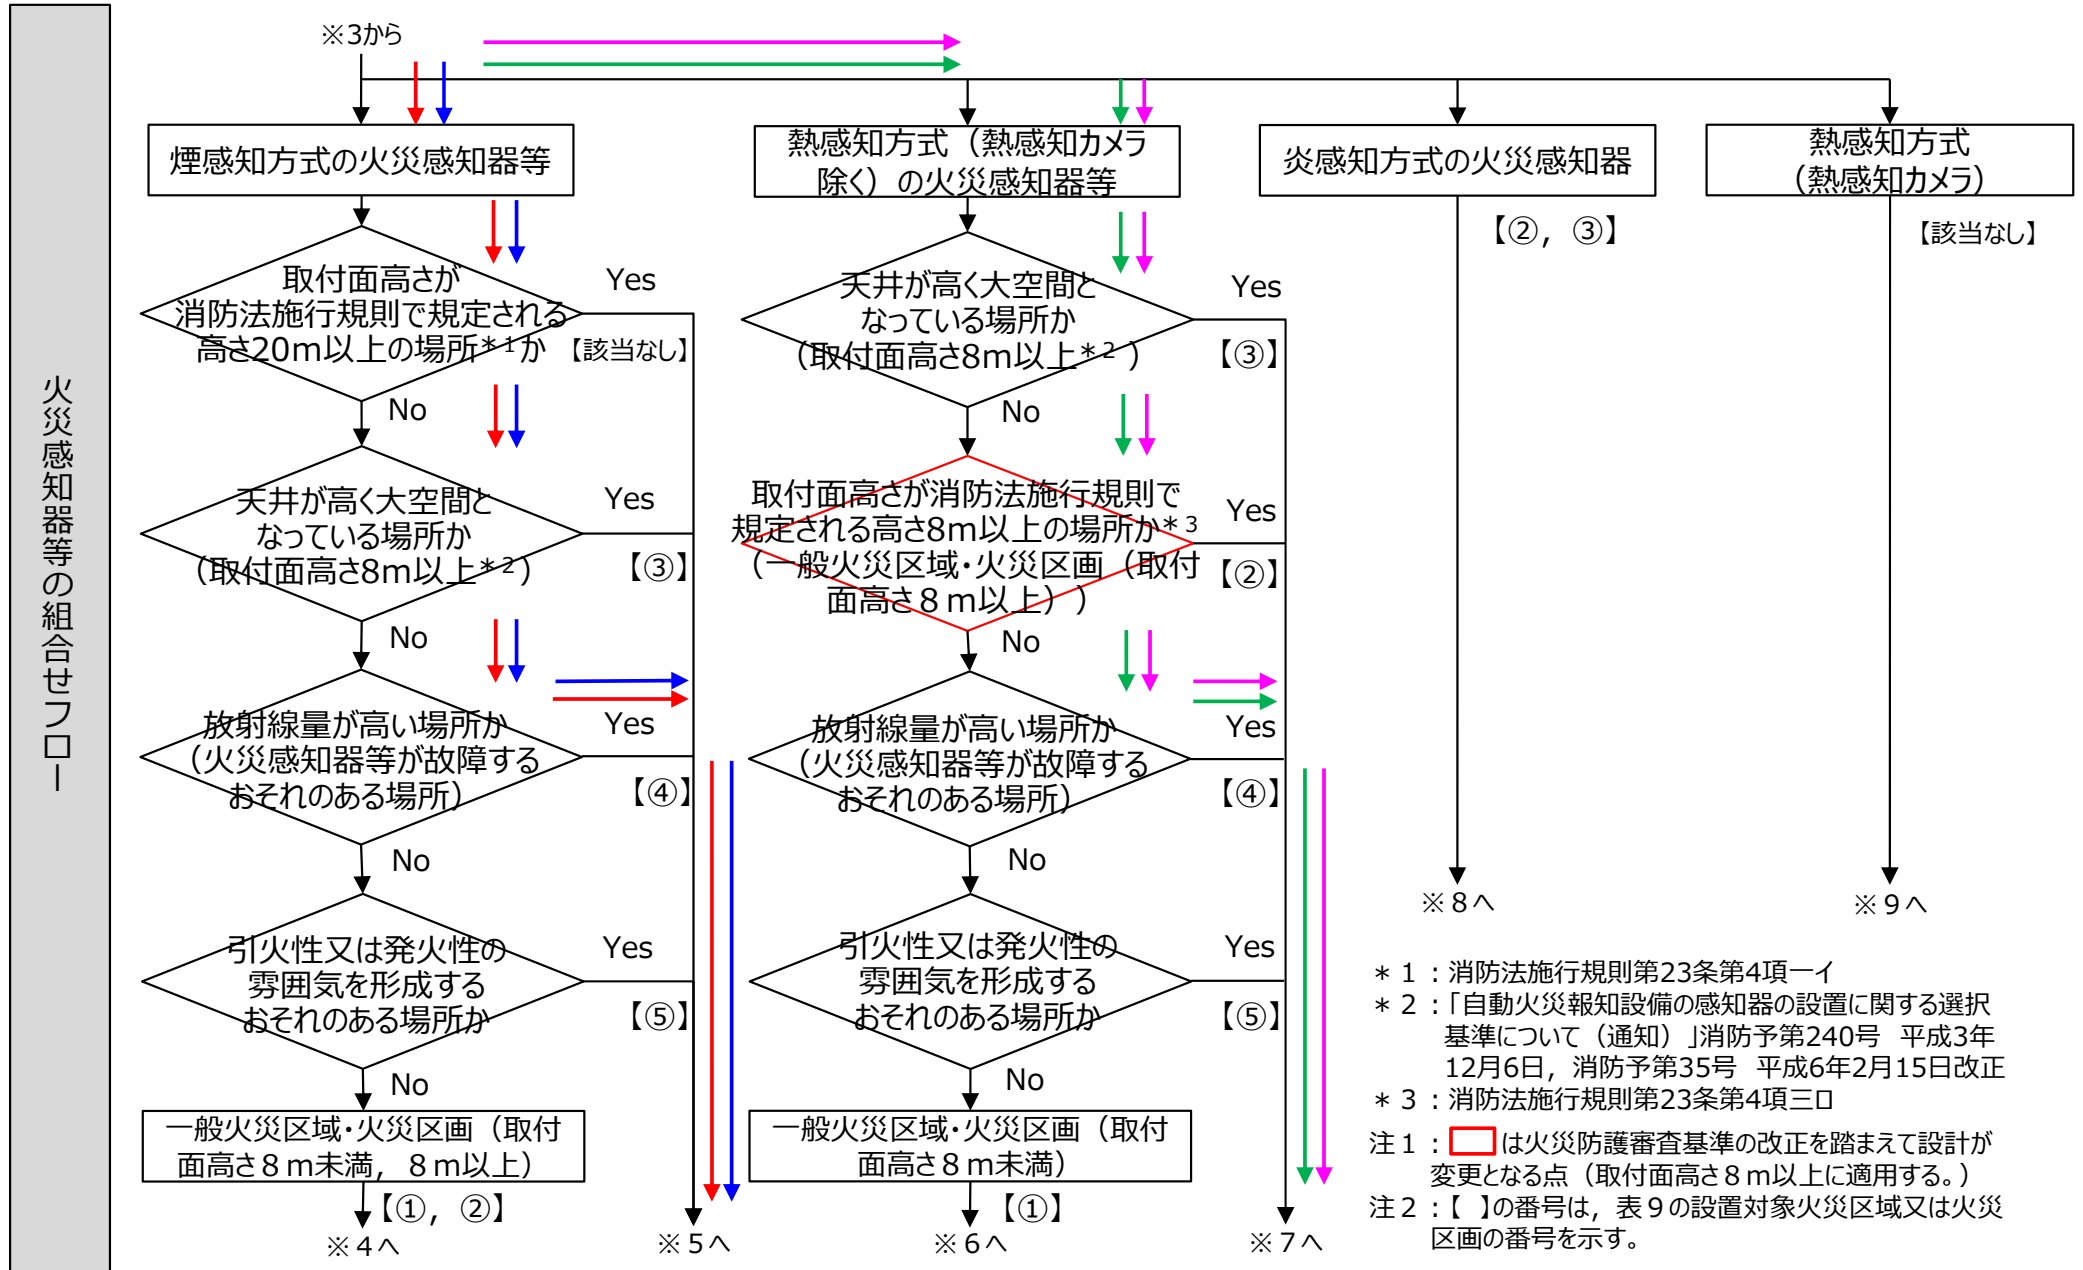 火災感知器等の組合せフロー
※3から
煙感知方式の火災感知器等
取付面高さが
消防法施行規則で規定される
高さ20m以上の場所*1か
Yes
【該当なし】
No
天井が高く大空間と
なっている場所か
（取付面高さ8m以上*2）
Yes
【③】
No
放射線量が高い場所か
（火災感知器等が故障する
おそれのある場所）
Yes
【④】
No
引火性又は発火性の
雰囲気を形成する
おそれのある場所か
Yes
【⑤】
No
一般火災区域・火災区画（取付
面高さ８ｍ未満，８ｍ以上）
【①，②】
※４へ
※５へ
熱感知方式（熱感知カメラ
除く）の火災感知器等
天井が高く大空間と
なっている場所か
（取付面高さ8m以上*2）
Yes
【③】
No
取付面高さが消防法施行規則で
規定される高さ8m以上の場所か*3
（一般火災区域・火災区画（取付
面高さ８ｍ以上））
Yes
【②】
No
放射線量が高い場所か
（火災感知器等が故障する
おそれのある場所）
Yes
【④】
No
引火性又は発火性の
雰囲気を形成する
おそれのある場所か
Yes
【⑤】
No
一般火災区域・火災区画（取付
面高さ８ｍ未満）
【①】
※６へ
※７へ
炎感知方式の火災感知器
【②，③】
※８へ
熱感知方式
（熱感知カメラ）
【該当なし】
※９へ
＊１：消防法施行規則第23条第4項一イ
＊２：「自動火災報知設備の感知器の設置に関する選択
基準について（通知）」消防予第240号 平成3年
12月6日，消防予第35号 平成6年2月15日改正
＊３：消防法施行規則第23条第4項三ロ
注１：は火災防護審査基準の改正を踏まえて設計が
変更となる点（取付面高さ８ｍ以上に適用する。）
注２：【 】の番号は，表９の設置対象火災区域又は火災
区画の番号を示す。